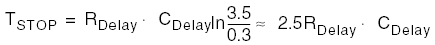 T_STOP = R_Delay · C_Delay ln 3.5/0.3 ≈ 2.5R_Delay · C_Delay